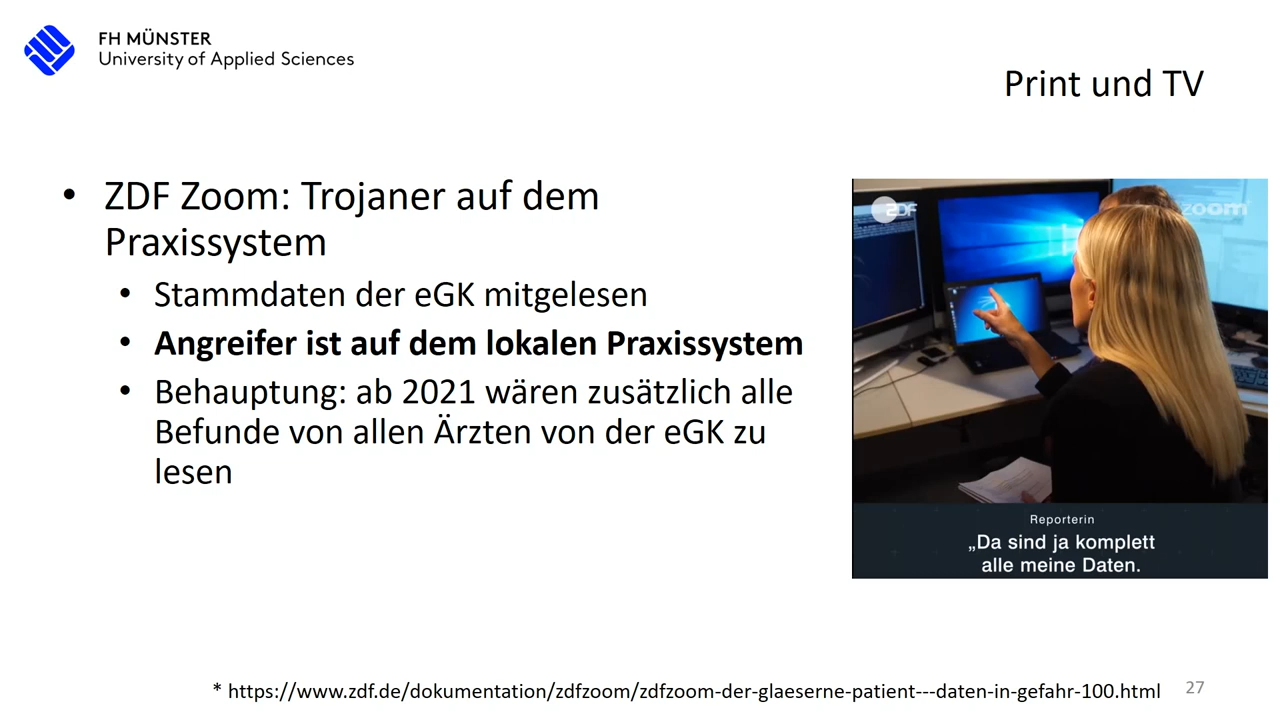 FH MÜNSTER
University of Applied Sciences
Print und TV
• ZDF Zoom: Trojaner auf dem
Praxissystem
• Stammdaten der eGK mitgelesen
• Angreifer ist auf dem lokalen Praxissystem
• Behauptung: ab 2021 wären zusätzlich alle
Befunde von allen Ärzten von der eGK zu
lesen
ZDF
zoom
Reporterin
„Da sind ja komplett
alle meine Daten.
* https://www.zdf.de/dokumentation/zdfzoom/zdfzoom-der-glaeserne-patient---daten-in-gefahr-100.html
27